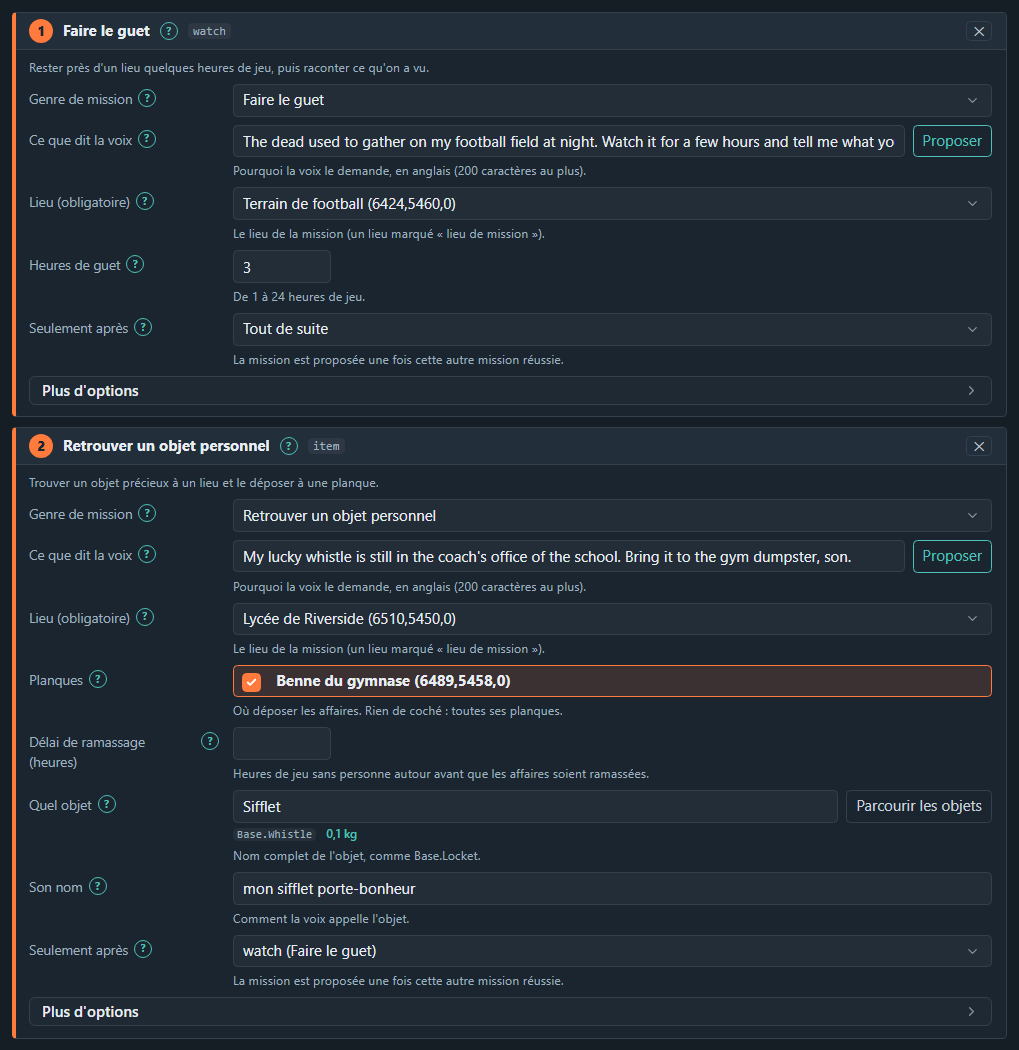 1 Faire le guet ? watch
Rester près d'un lieu quelques heures de jeu, puis raconter ce qu'on a vu.
Genre de mission ? Faire le guet
Ce que dit la voix ? The dead used to gather on my football field at night. Watch it for a few hours and tell me what yo Proposer
Pourquoi la voix le demande, en anglais (200 caractères au plus).
Lieu (obligatoire) ? Terrain de football (6424,5460,0)
Le lieu de la mission (un lieu marqué « lieu de mission »).
Heures de guet ? 3
De 1 à 24 heures de jeu.
Seulement après ? Tout de suite
La mission est proposée une fois cette autre mission réussie.
Plus d'options
2 Retrouver un objet personnel ? item
Trouver un objet précieux à un lieu et le déposer à une planque.
Genre de mission ? Retrouver un objet personnel
Ce que dit la voix ? My lucky whistle is still in the coach's office of the school. Bring it to the gym dumpster, son. Proposer
Pourquoi la voix le demande, en anglais (200 caractères au plus).
Lieu (obligatoire) ? Lycée de Riverside (6510,5450,0)
Le lieu de la mission (un lieu marqué « lieu de mission »).
Planques ? Benne du gymnase (6489,5458,0)
Où déposer les affaires. Rien de coché : toutes ses planques.
Délai de ramassage ?
(heures)
Heures de jeu sans personne autour avant que les affaires soient ramassées.
Quel objet ? Sifflet Parcourir les objets
Base.Whistle 0,1 kg
Nom complet de l'objet, comme Base.Locket.
Son nom ? mon sifflet porte-bonheur
Comment la voix appelle l'objet.
Seulement après ? watch (Faire le guet)
La mission est proposée une fois cette autre mission réussie.
Plus d'options